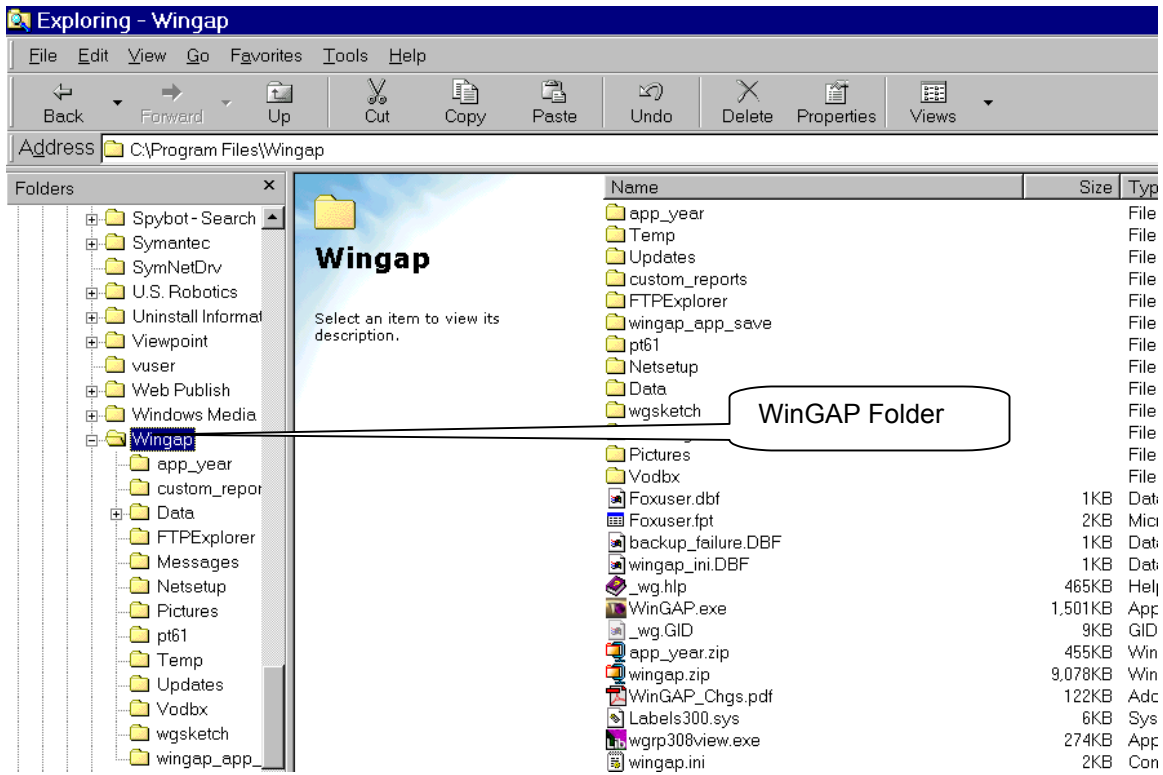 Exploring - Wingap
File Edit View Go Favorites Tools Help
Back Forward Up Cut Copy Paste Undo Delete Properties Views
Address C:\Program Files\Wingap
Folders
Spybot - Search
Symantec
SymNetDrv
U.S. Robotics
Uninstall Informat
Viewpoint
vuser
Web Publish
Windows Media
Wingap
app_year
custom_repor
Data
FTPExplorer
Messages
Netsetup
Pictures
pt61
Temp
Updates
Vodbx
wgsketch
wingap_app_
Wingap
Select an item to view its
description.
Name Size Typ
app_year File
Temp File
Updates File
custom_reports File
FTPExplorer File
wingap_app_save File
pt61 File
Netsetup File
Data File
wgsketch File
File
Pictures File
Vodbx File
Foxuser.dbf 1KB Data
Foxuser.fpt 2KB Micr
backup_failure.DBF 1KB Data
wingap_ini.DBF 1KB Data
_wg.hlp 465KB Help
WinGAP.exe 1,501KB App
_wg.GID 9KB GID
app_year.zip 455KB Win
wingap.zip 9,078KB Win
WinGAP_Chgs.pdf 122KB Ado
Labels300.sys 6KB Sys
wgrp308view.exe 274KB App
wingap.ini 2KB Con
WinGAP Folder